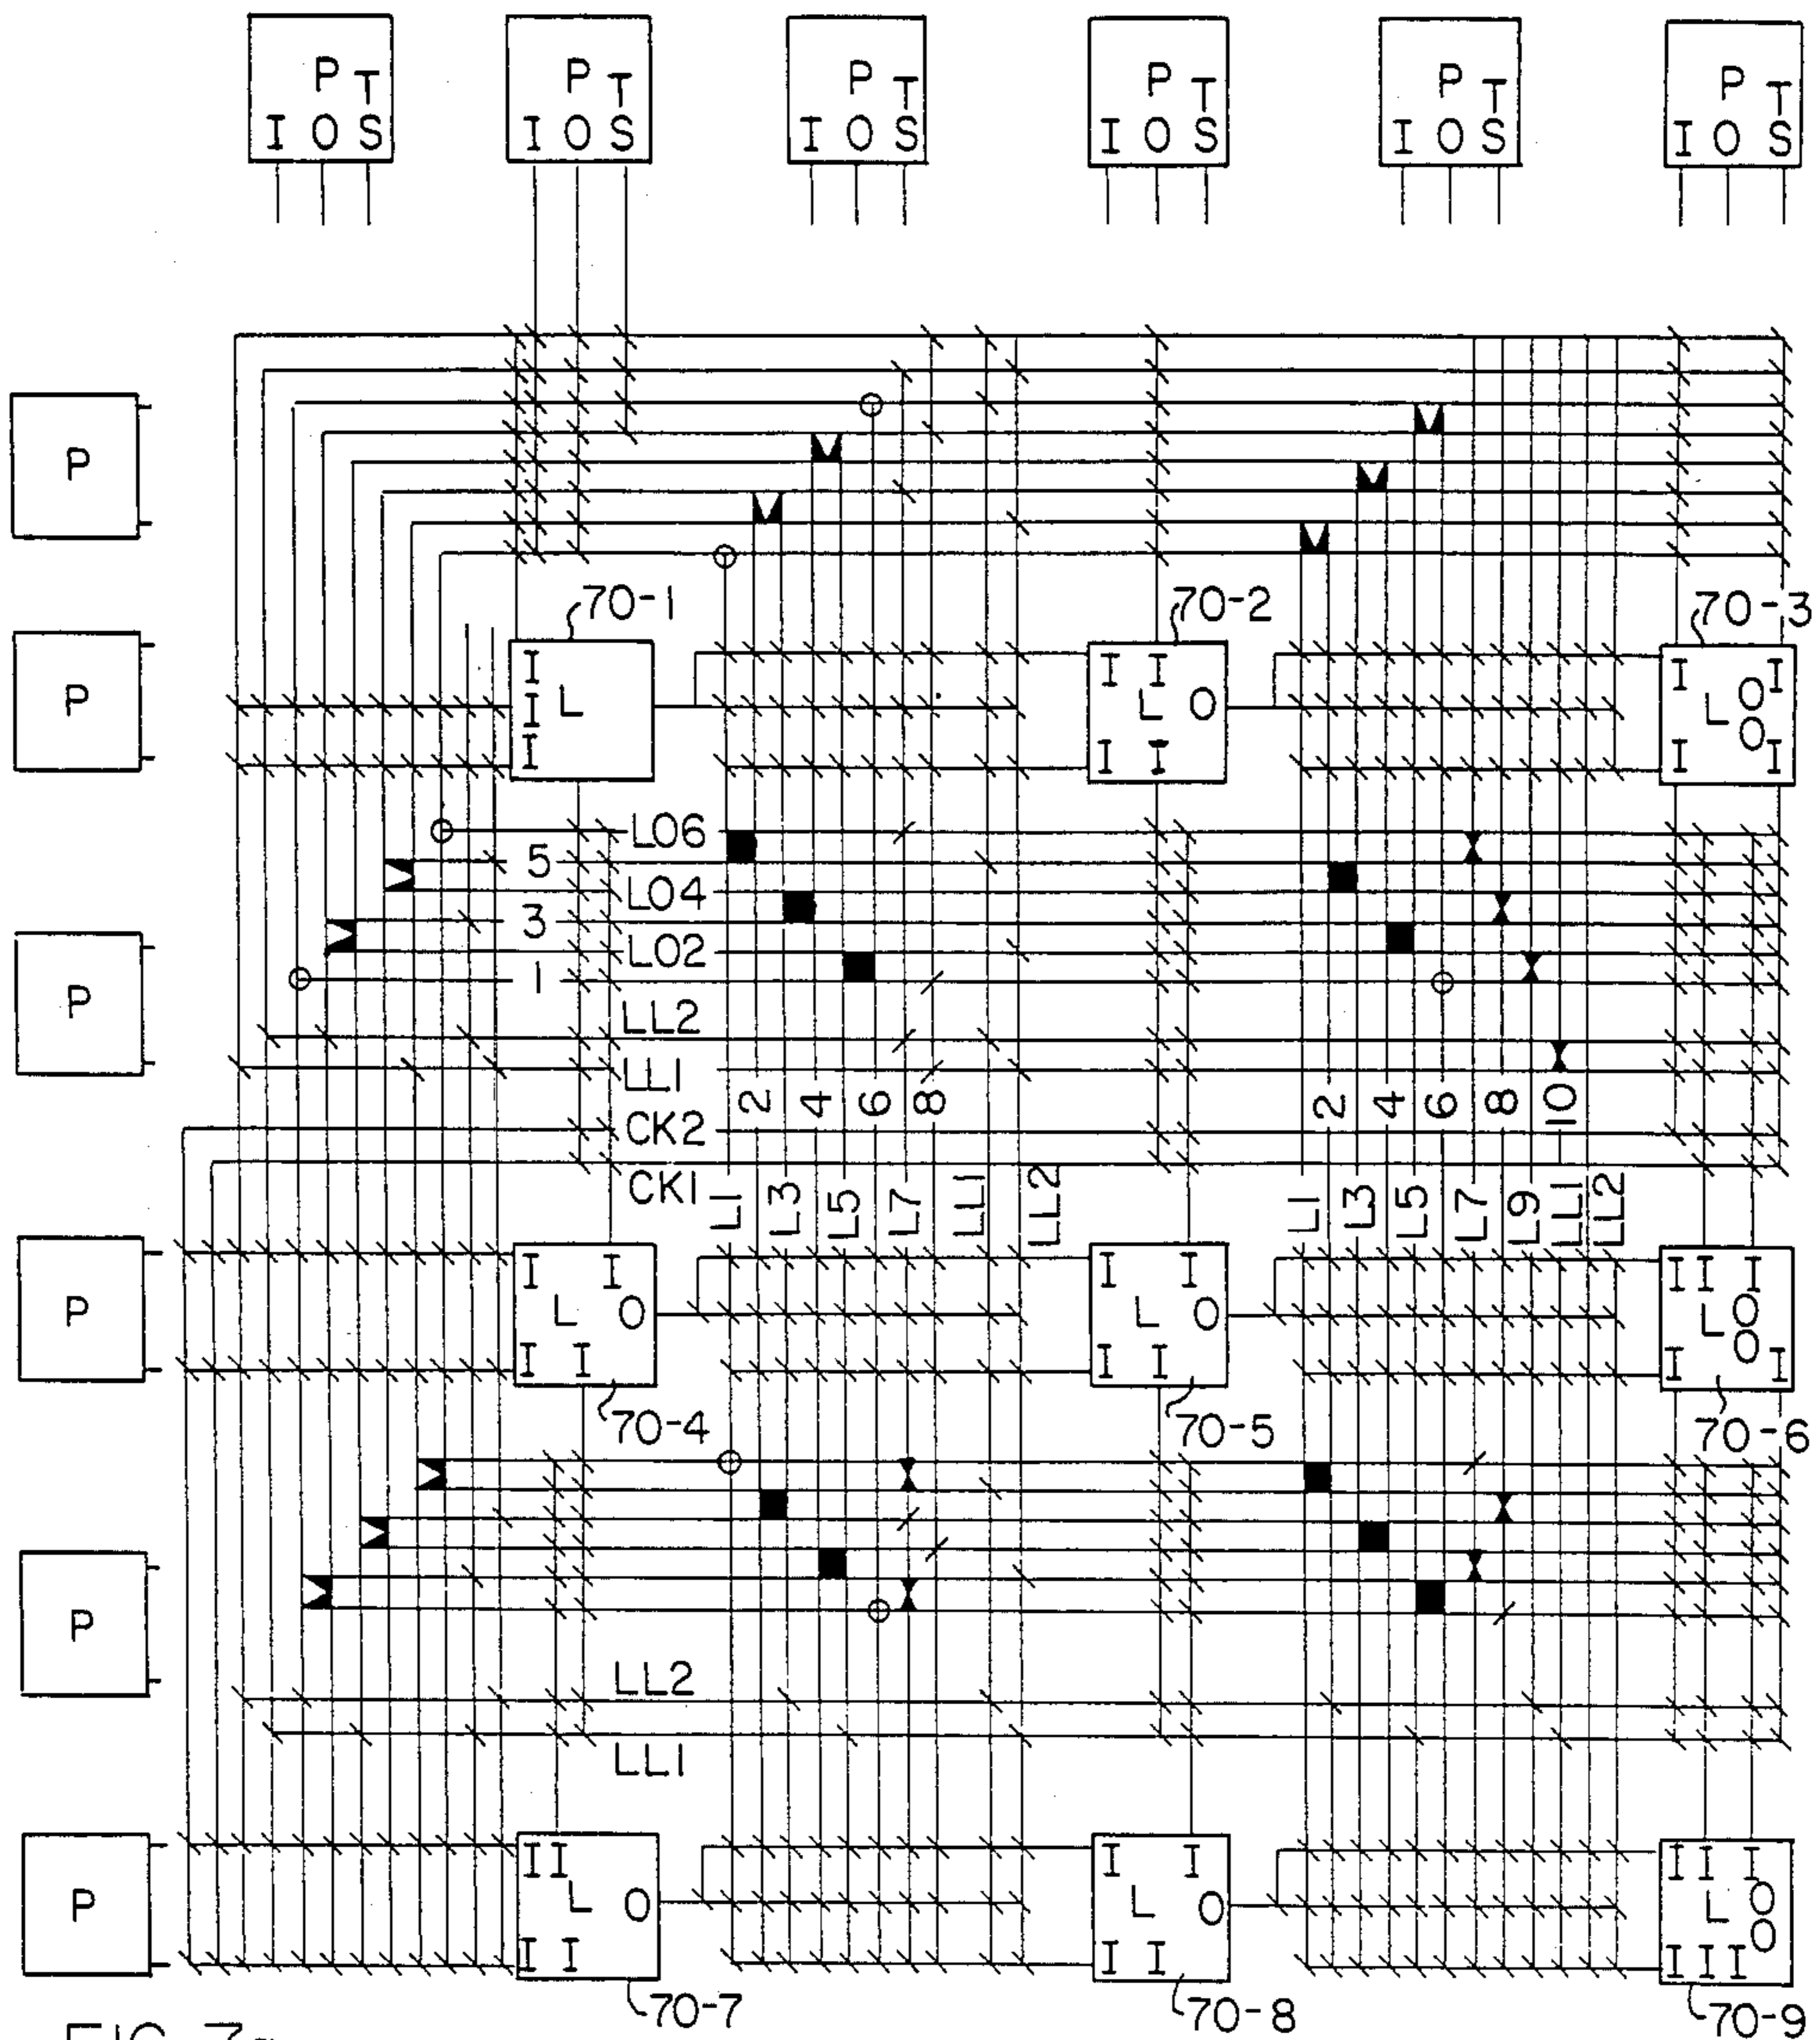 P T P T P T P T P T P T
I O S I O S I O S I O S I O S I O S
P
70-1 70-2 70-3
P
I I I I I
I L L O L O O
I I I I I
LO6
5
LO4
3
LO2
1
P
LL2
LL1
2 4 6 8 2 4 6 8 10
CK2
CK1 L1 L3 L5 L7 LL1 LL2 L1 L3 L5 L7 L9 LL1 LL2
P
I I I I I I I
L O L O L O O
I I I I I I
70-4 70-5 70-6
P
LL2
LL1
P
I I I I I I I
L O L O L O O
I I I I I I I
70-7 70-8 70-9